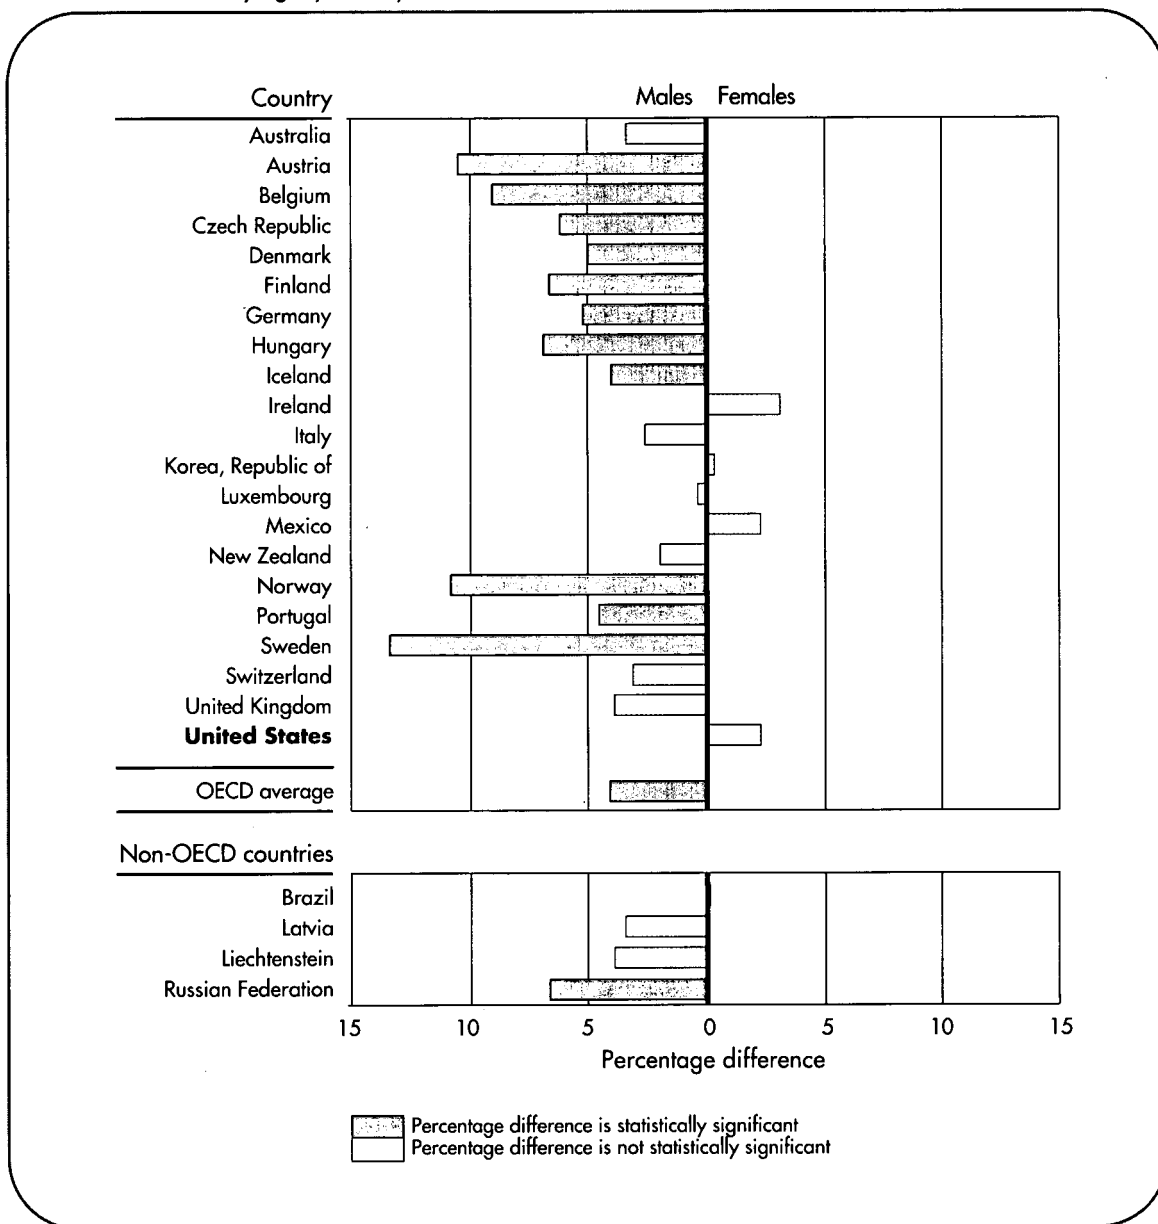 Country Males Females
Australia
Austria
Belgium
Czech Republic
Denmark
Finland
Germany
Hungary
Iceland
Ireland
Italy
Korea, Republic of
Luxembourg
Mexico
New Zealand
Norway
Portugal
Sweden
Switzerland
United Kingdom
United States
OECD average
Non-OECD countries
Brazil
Latvia
Liechtenstein
Russian Federation
15 10 5 0 5 10 15
Percentage difference
Percentage difference is statistically significant
Percentage difference is not statistically significant